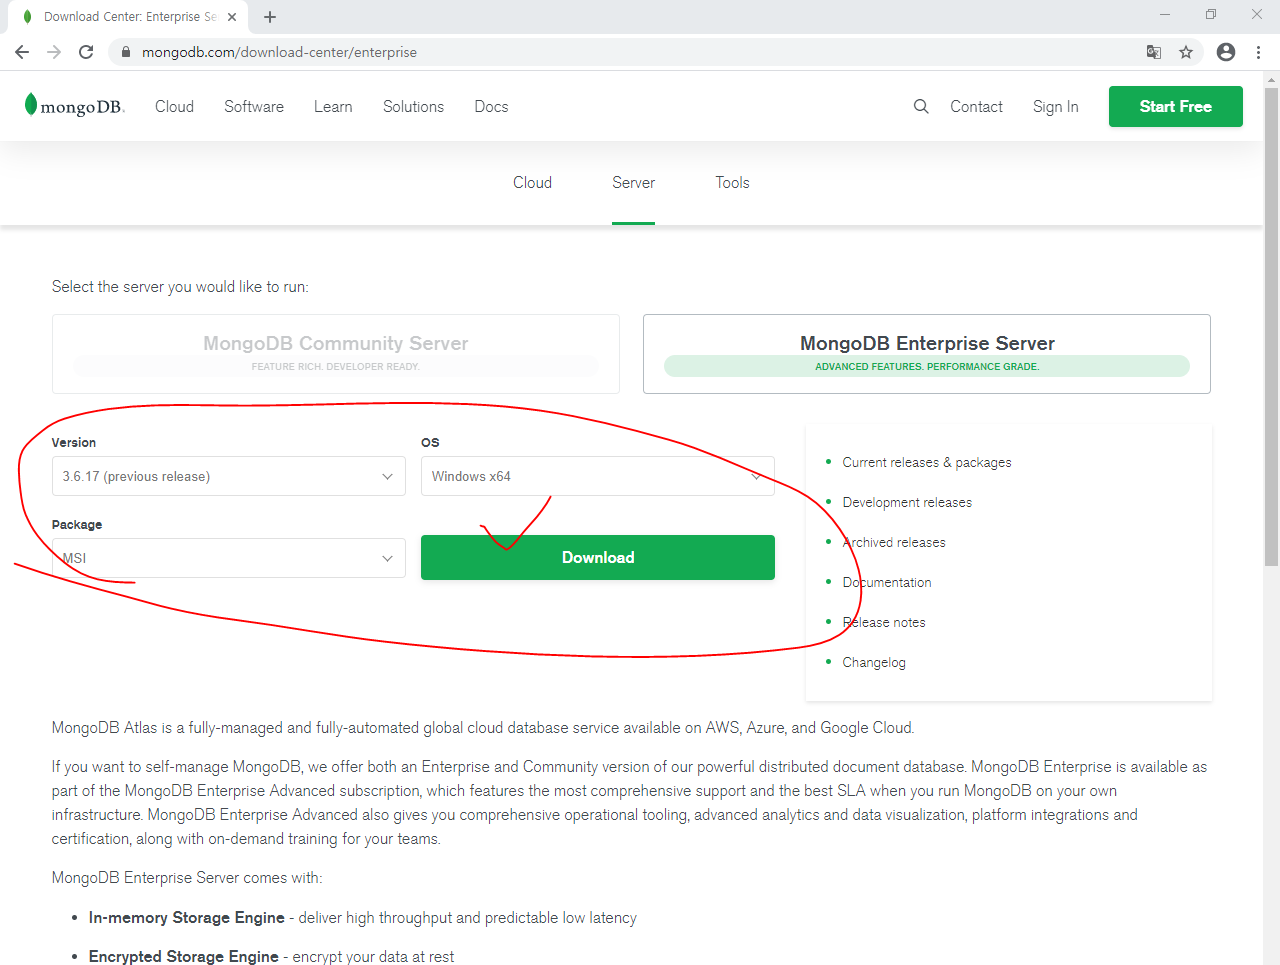 Download Center: Enterprise Se
mongodb.com/download-center/enterprise
mongoDB.
Cloud
Software
Learn
Solutions
Docs
Contact
Sign In
Start Free
Cloud
Server
Tools
Select the server you would like to run:
MongoDB Community Server
FEATURE RICH. DEVELOPER READY.
MongoDB Enterprise Server
ADVANCED FEATURES. PERFORMANCE GRADE.
Version
OS
3.6.17 (previous release)
Windows x64
Package
MSI
Download
Current releases & packages
Development releases
Archived releases
Documentation
Release notes
Changelog
MongoDB Atlas is a fully-managed and fully-automated global cloud database service available on AWS, Azure, and Google Cloud.
If you want to self-manage MongoDB, we offer both an Enterprise and Community version of our powerful distributed document database. MongoDB Enterprise is available as
part of the MongoDB Enterprise Advanced subscription, which features the most comprehensive support and the best SLA when you run MongoDB on your own
infrastructure. MongoDB Enterprise Advanced also gives you comprehensive operational tooling, advanced analytics and data visualization, platform integrations and
certification, along with on-demand training for your teams.
MongoDB Enterprise Server comes with:
In-memory Storage Engine - deliver high throughput and predictable low latency
Encrypted Storage Engine - encrypt your data at rest